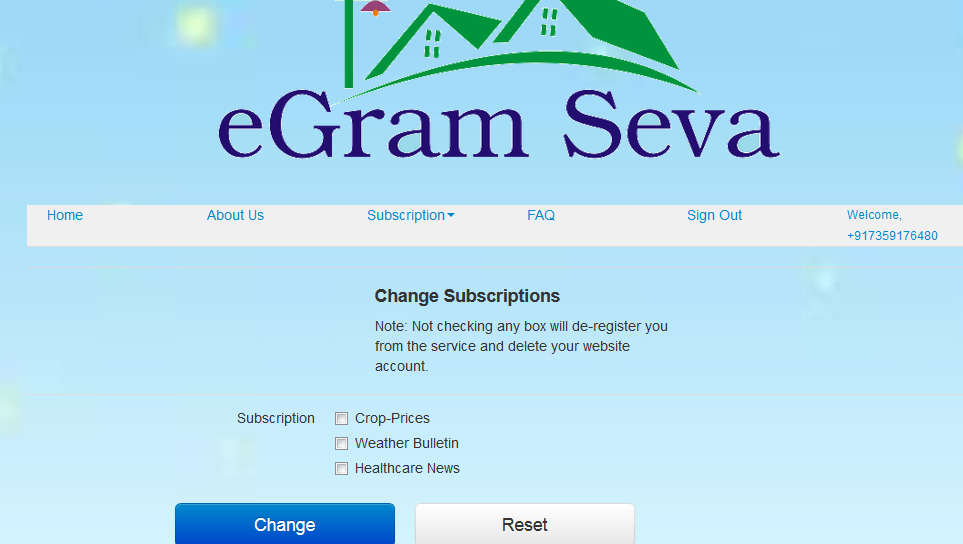 eGram Seva
Home About Us Subscription FAQ Sign Out Welcome,
+917359176480
Change Subscriptions
Note: Not checking any box will de-register you
from the service and delete your website
account.
Subscription Crop-Prices
Weather Bulletin
Healthcare News
Change Reset